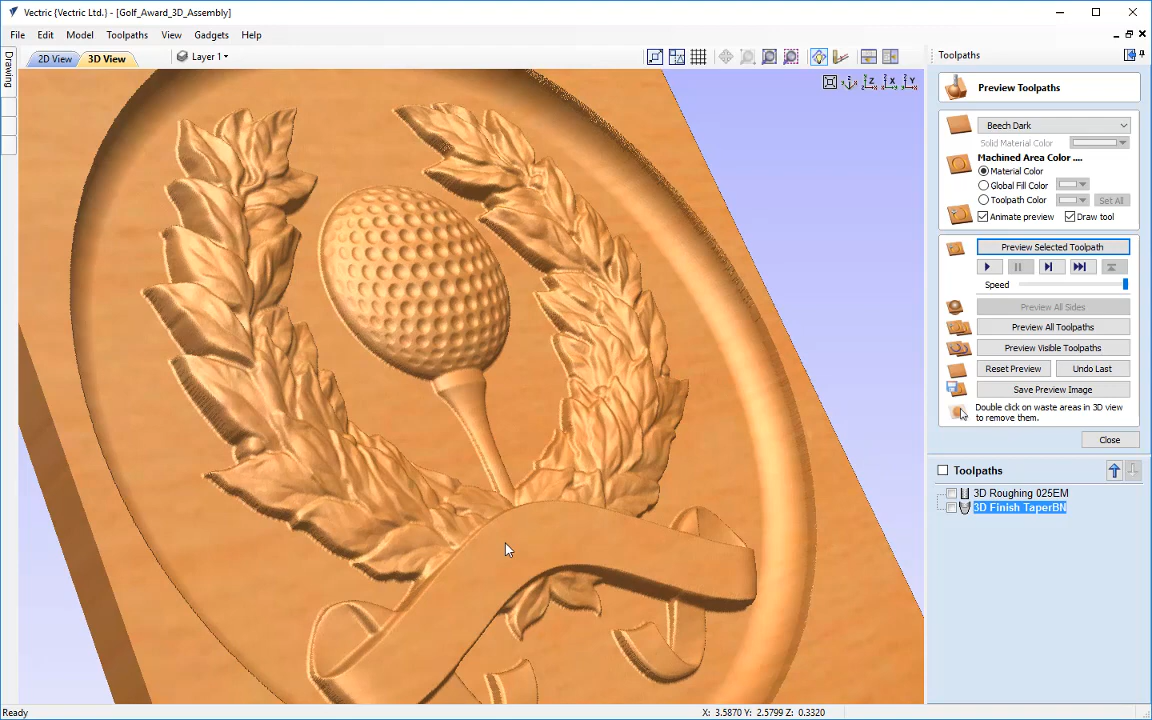 Vectric {Vectric Ltd.} - [Golf_Award_3D_Assembly]
File Edit Model Toolpaths View Gadgets Help
2D View 3D View Layer 1
Drawing
Toolpaths
Preview Toolpaths
Beech Dark
Solid Material Color
Machined Area Color ....
Material Color
Global Fill Color
Toolpath Color Set All
Animate preview Draw tool
Preview Selected Toolpath
Speed
Preview All Sides
Preview All Toolpaths
Preview Visible Toolpaths
Reset Preview Undo Last
Save Preview Image
Double click on waste areas in 3D view
to remove them.
Close
Toolpaths
3D Roughing 025EM
3D Finish TaperBN
Z X Y
Ready X: 3.5870 Y: 2.5799 Z: 0.3320